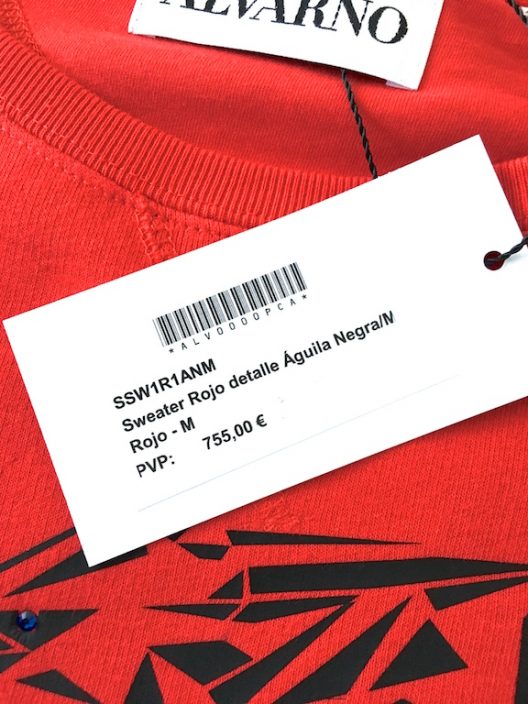 ALVARNO
*ALV0000PCA*
SSW1R1ANM
Sweater Rojo detalle Águila Negra/M
Rojo - M
PVP: 755,00 €